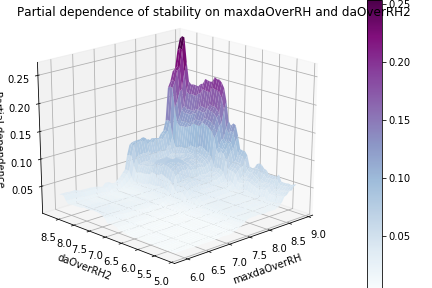 Partial dependence of stability on maxdaOverRH and daOverRH2
0.25
0.20
0.15
0.10
0.05
Partial dependence
8.5 8.0 7.5 7.0 6.5 6.0 5.5 5.0
daOverRH2
6.0 6.5 7.0 7.5 8.0 8.5 9.0
maxdaOverRH
0.25
0.20
0.15
0.10
0.05